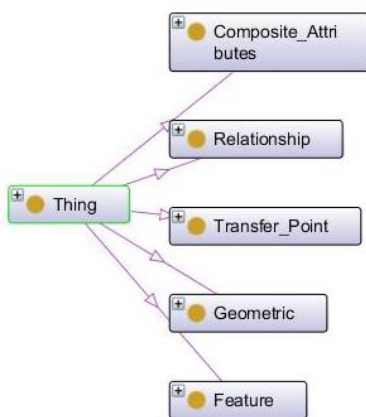 Composite_Attri
butes
Relationship
Thing
Transfer_Point
Geometric
Feature